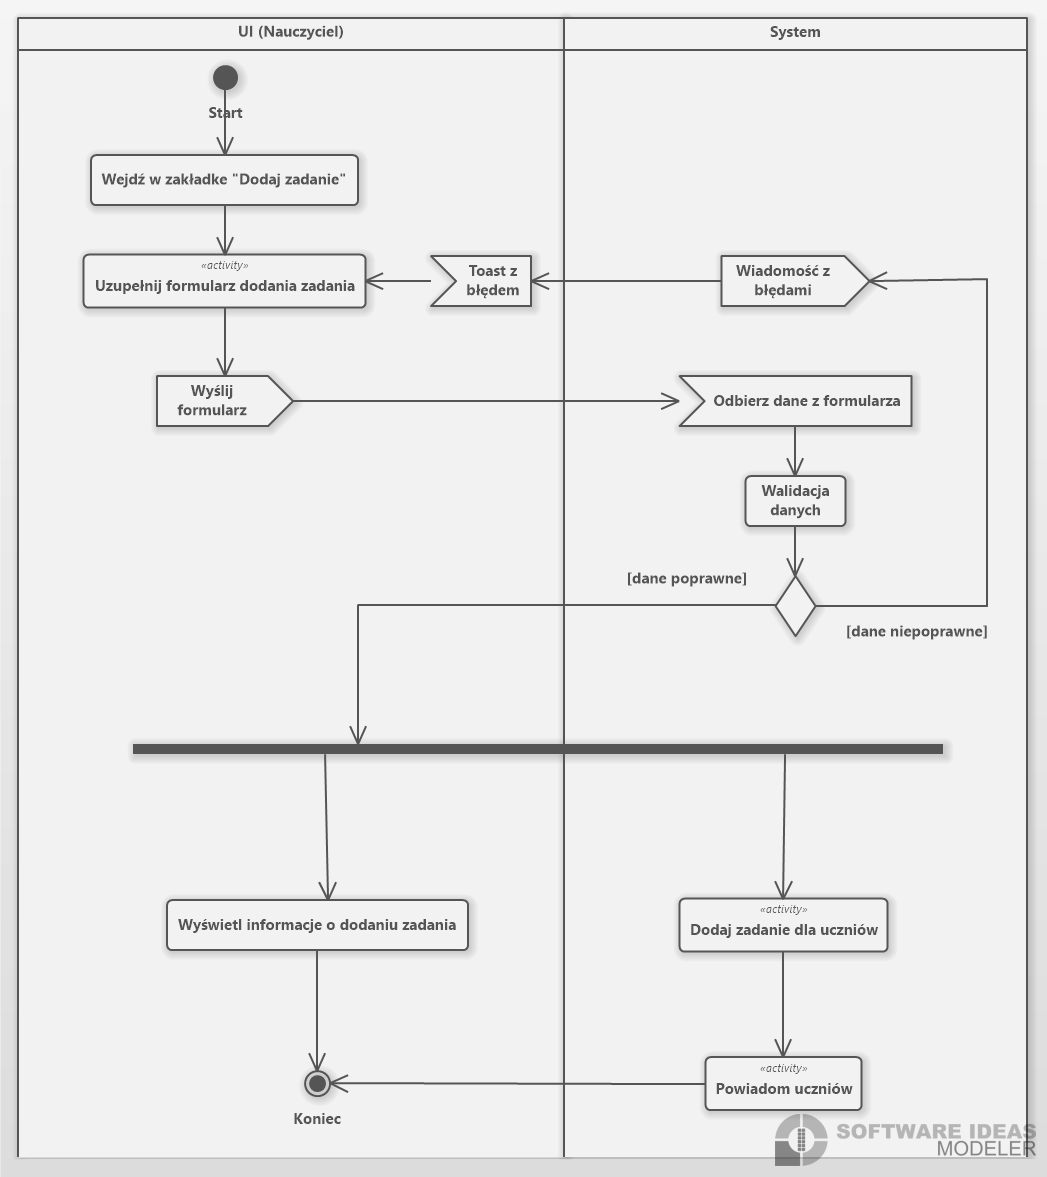 UI (Nauczyciel)
System
Start
Wejdź w zakładke "Dodaj zadanie"
«activity»
Uzupełnij formularz dodania zadania
Toast z
błędem
Wiadomość z
błędami
Wyślij
formularz
Odbierz dane z formularza
Walidacja
danych
[dane poprawne]
[dane niepoprawne]
Wyświetl informacje o dodaniu zadania
«activity»
Dodaj zadanie dla uczniów
«activity»
Powiadom uczniów
Koniec
SOFTWARE IDEAS
MODELER